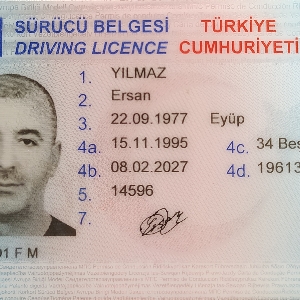 SÜRÜCÜ BELGESİ TÜRKİYE
DRIVING LICENCE CUMHURİYETİ
1. YILMAZ
2. Ersan
3. 22.09.1977 Eyüp
4a. 15.11.1995 4c. 34 Bes
4b. 08.02.2027 4d. 19613
5. 14596
7.
01 F M